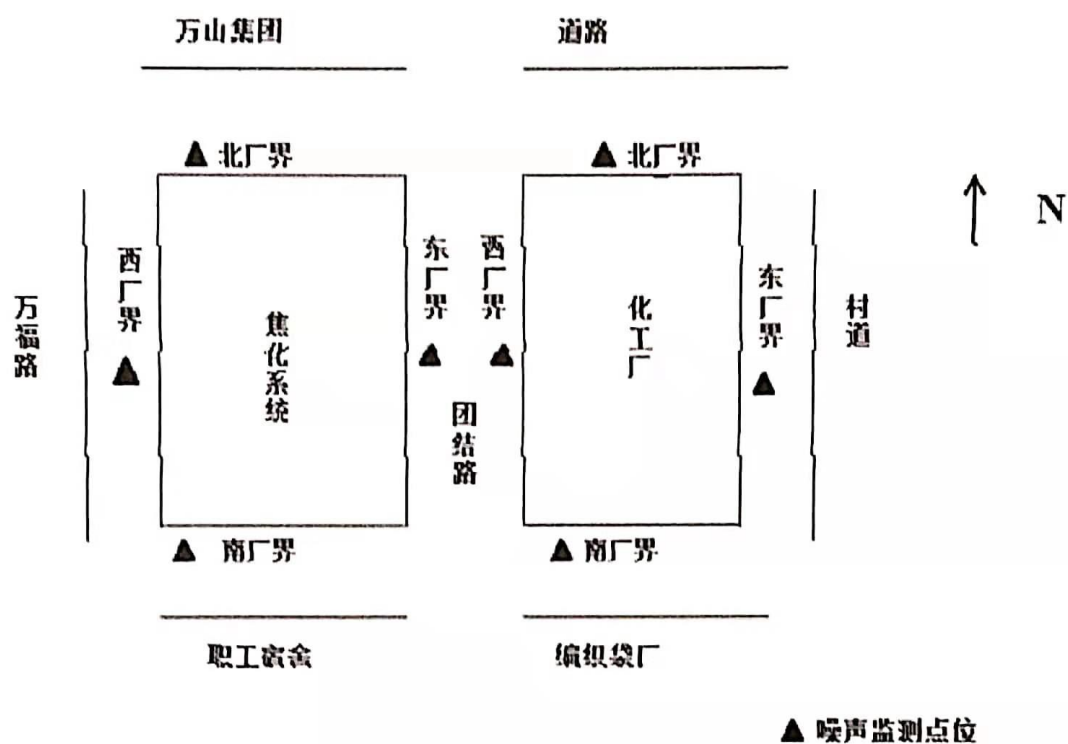 万山集团
道路
北厂界
北厂界
N
万福路
西厂界
焦化系统
东厂界
西厂界
化工厂
东厂界
村道
团结路
南厂界
南厂界
职工宿舍
编织袋厂
噪声监测点位